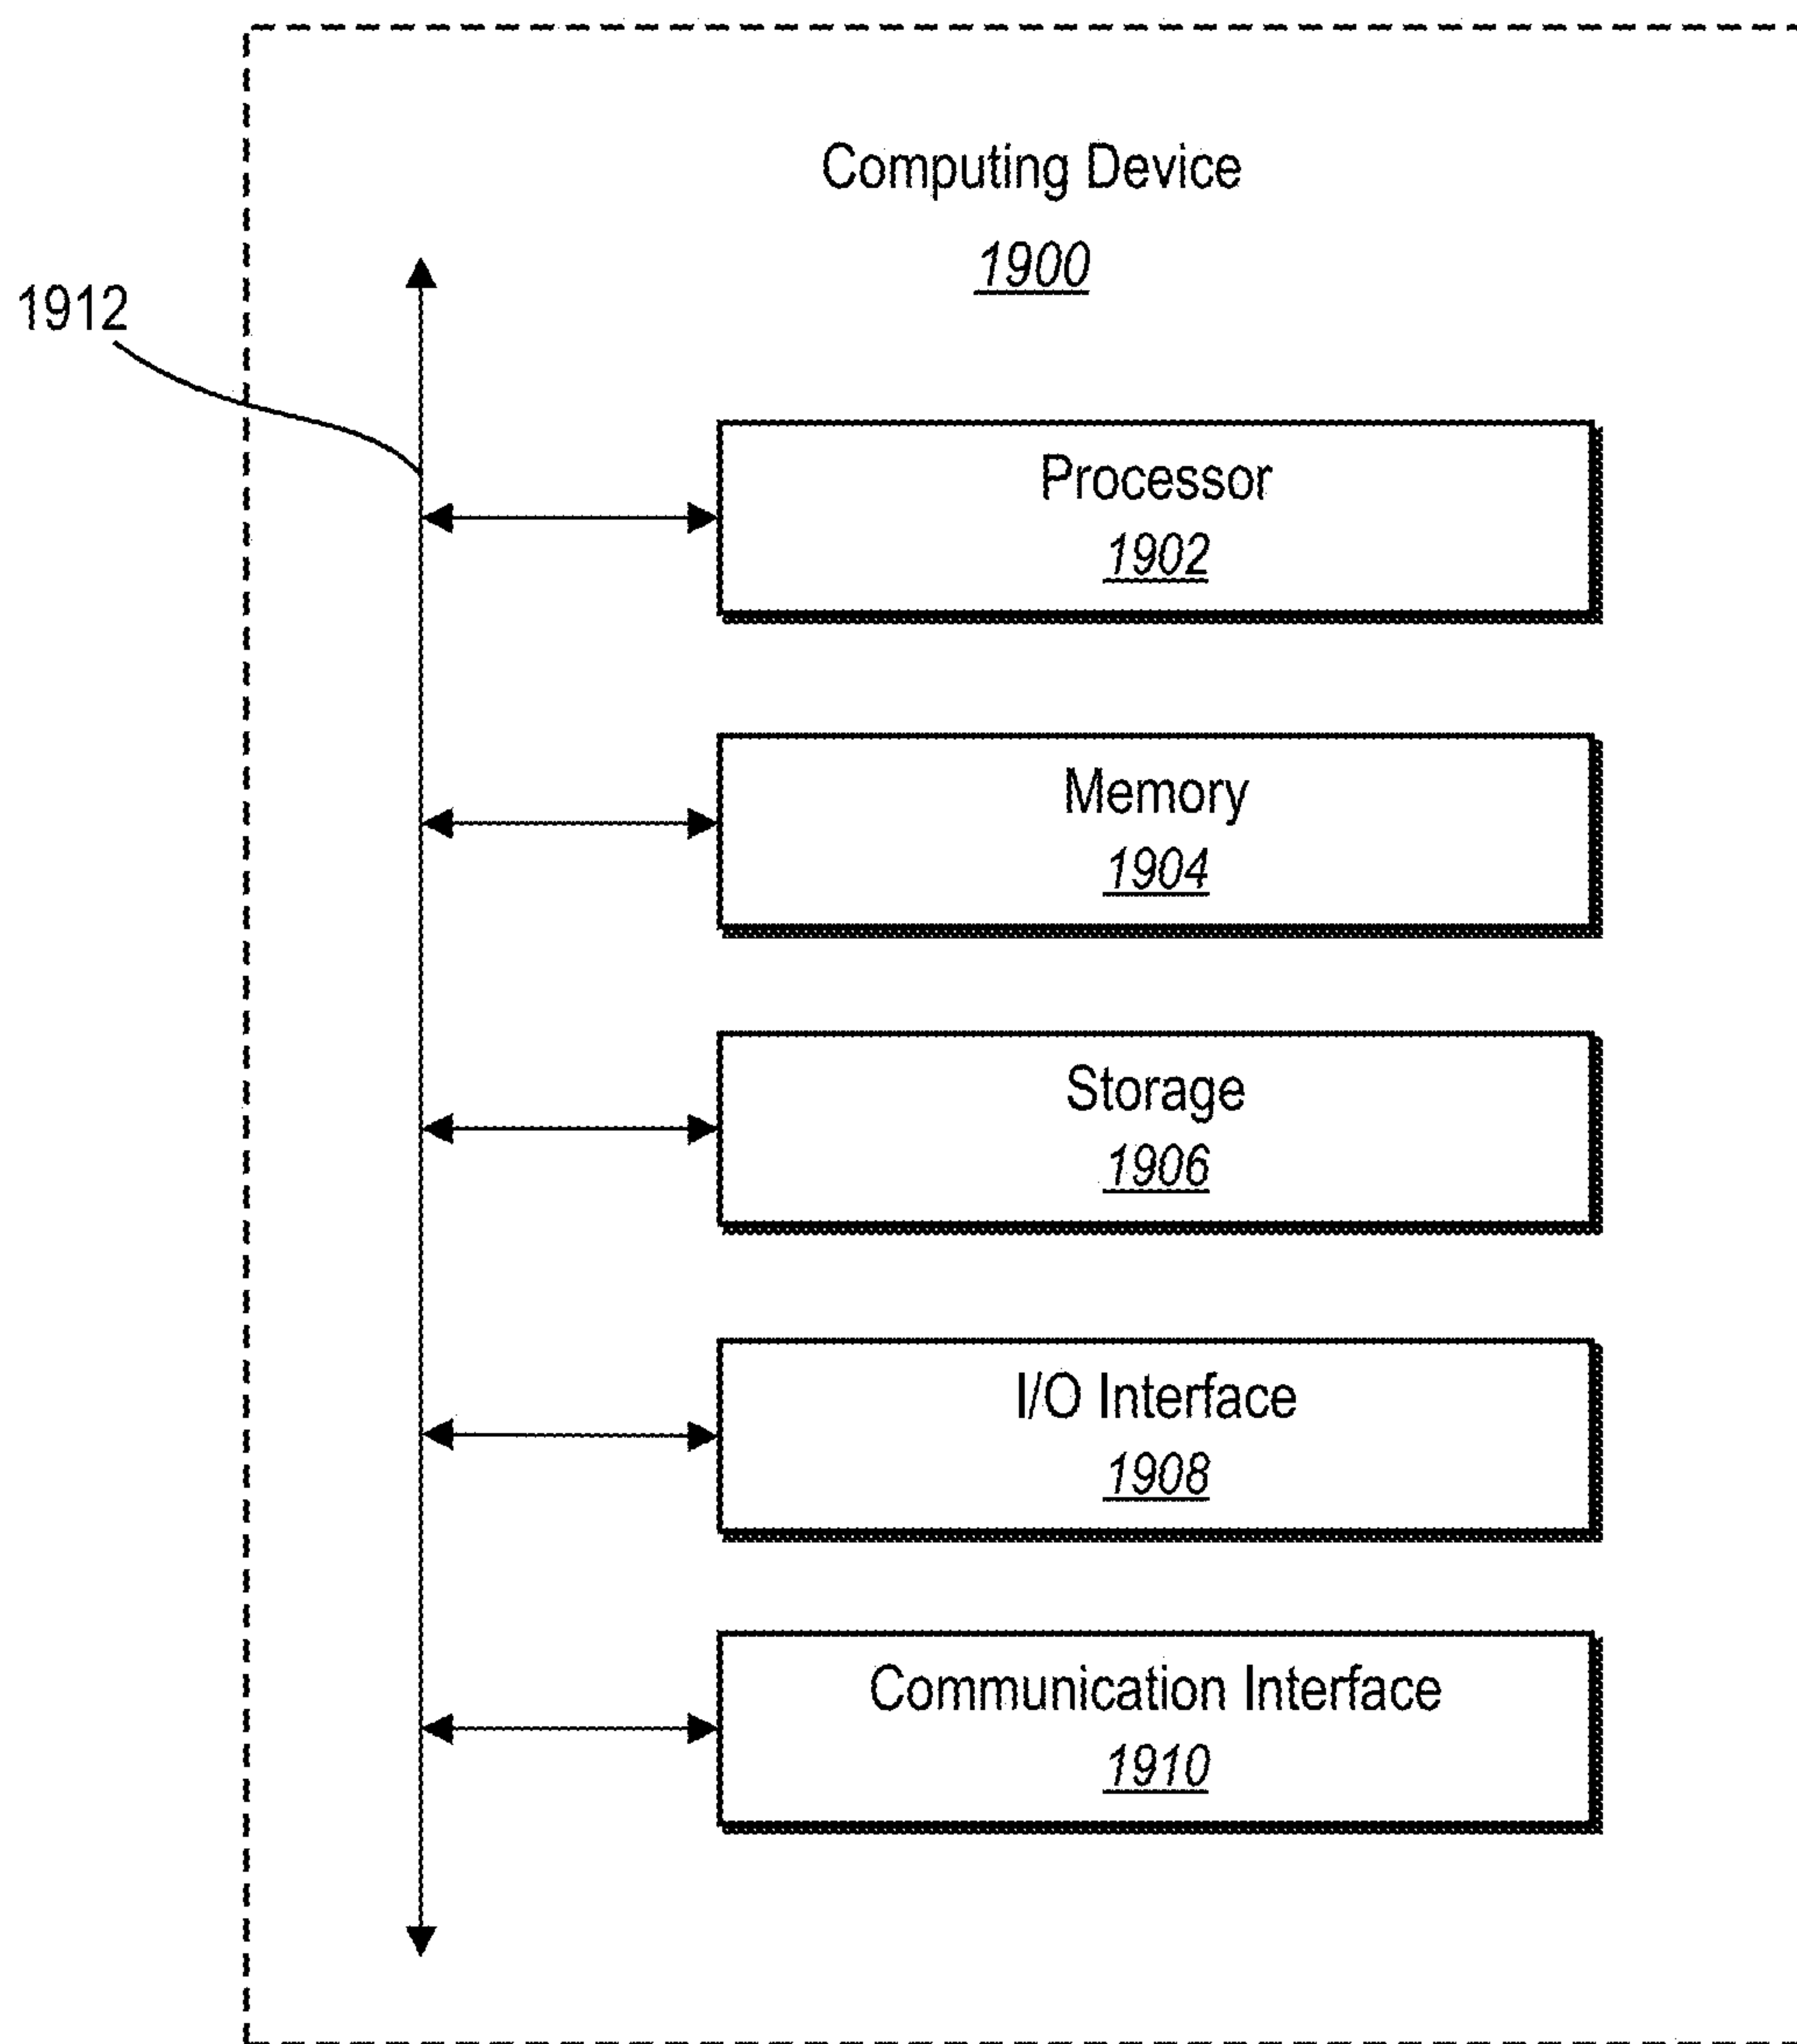 Computing Device
1900
1912
Processor
1902
Memory
1904
Storage
1906
I/O Interface
1908
Communication Interface
1910